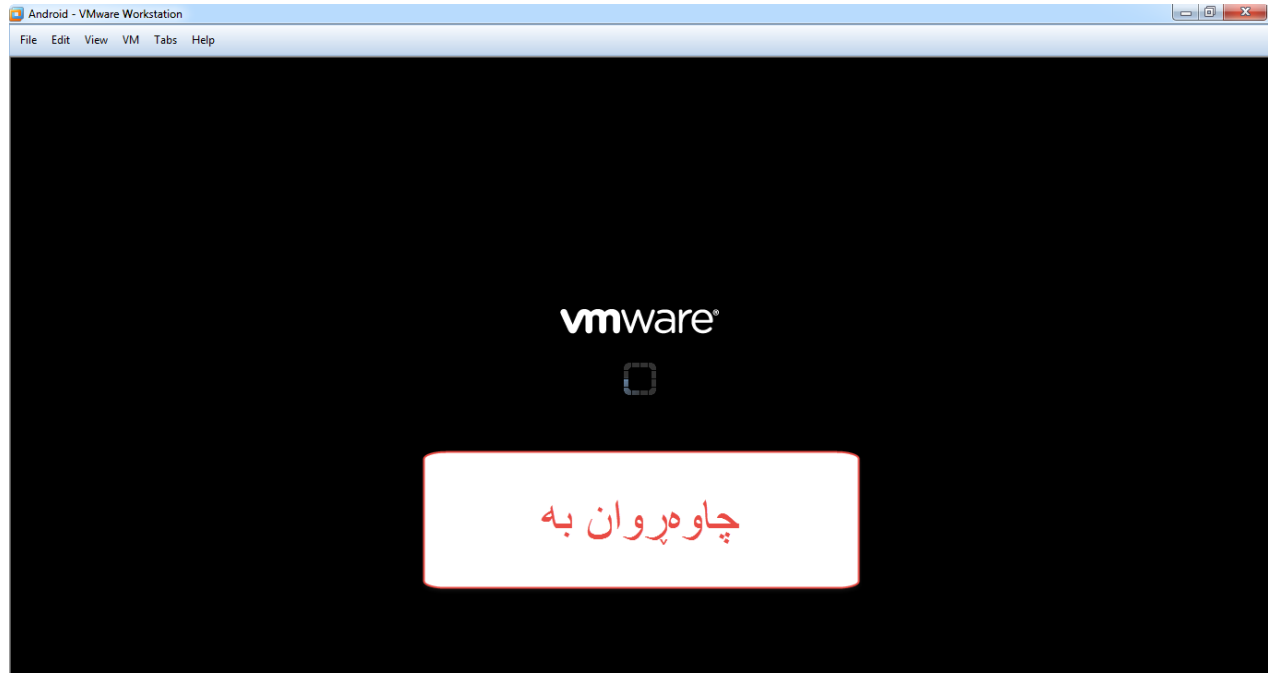 Android - VMware Workstation
File Edit View VM Tabs Help
vmware®
چاوەڕوان بە